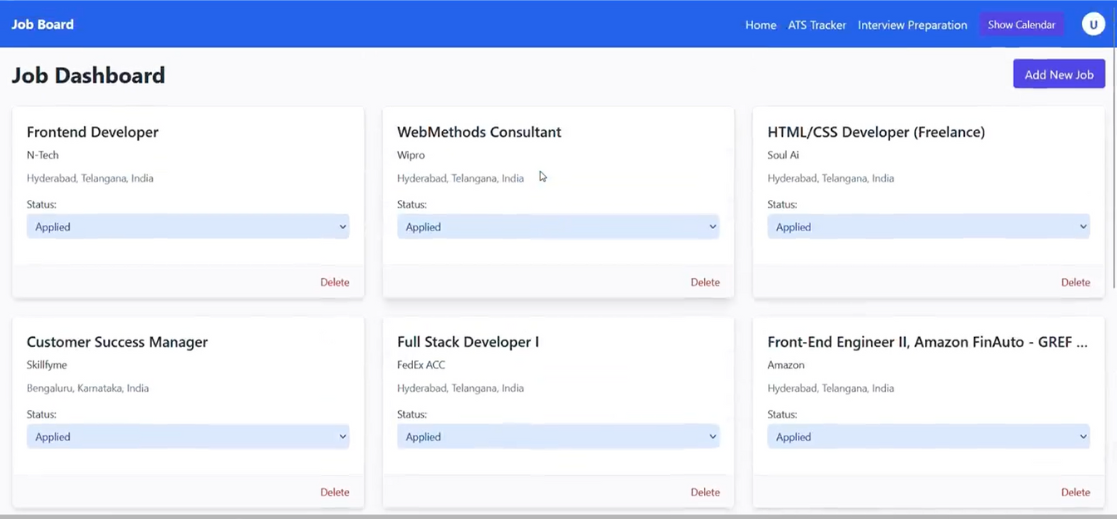 Job Board
Home ATS Tracker Interview Preparation Show Calendar U
Job Dashboard
Add New Job
Frontend Developer
N-Tech
Hyderabad, Telangana, India
Status:
Applied
Delete
WebMethods Consultant
Wipro
Hyderabad, Telangana, India
Status:
Applied
Delete
HTML/CSS Developer (Freelance)
Soul Ai
Hyderabad, Telangana, India
Status:
Applied
Delete
Customer Success Manager
Skillfyme
Bengaluru, Karnataka, India
Status:
Applied
Delete
Full Stack Developer I
FedEx ACC
Hyderabad, Telangana, India
Status:
Applied
Delete
Front-End Engineer II, Amazon FinAuto - GREF ...
Amazon
Hyderabad, Telangana, India
Status:
Applied
Delete